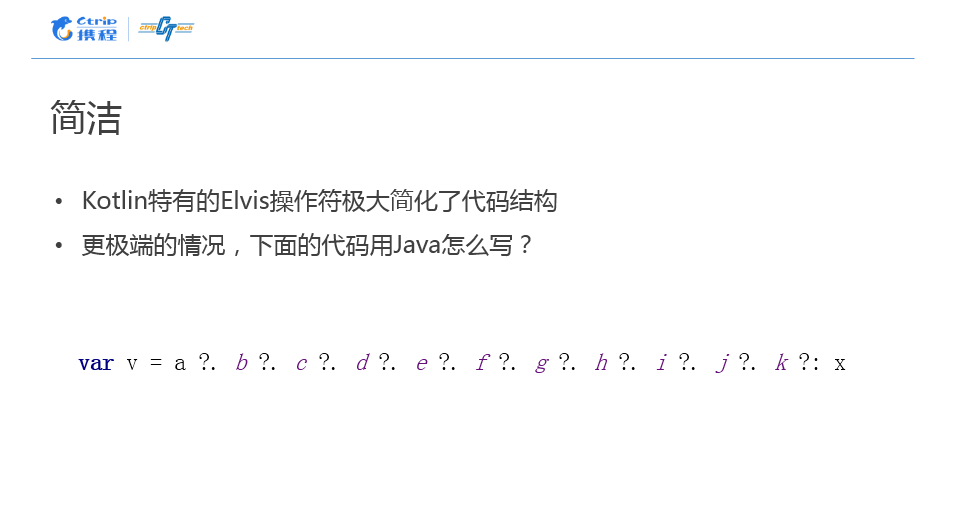 Ctrip
携程
ctrip CT tech
简洁
• Kotlin特有的Elvis操作符极大简化了代码结构
• 更极端的情况，下面的代码用Java怎么写？
var v = a ?. b ?. c ?. d ?. e ?. f ?. g ?. h ?. i ?. j ?. k ?: x